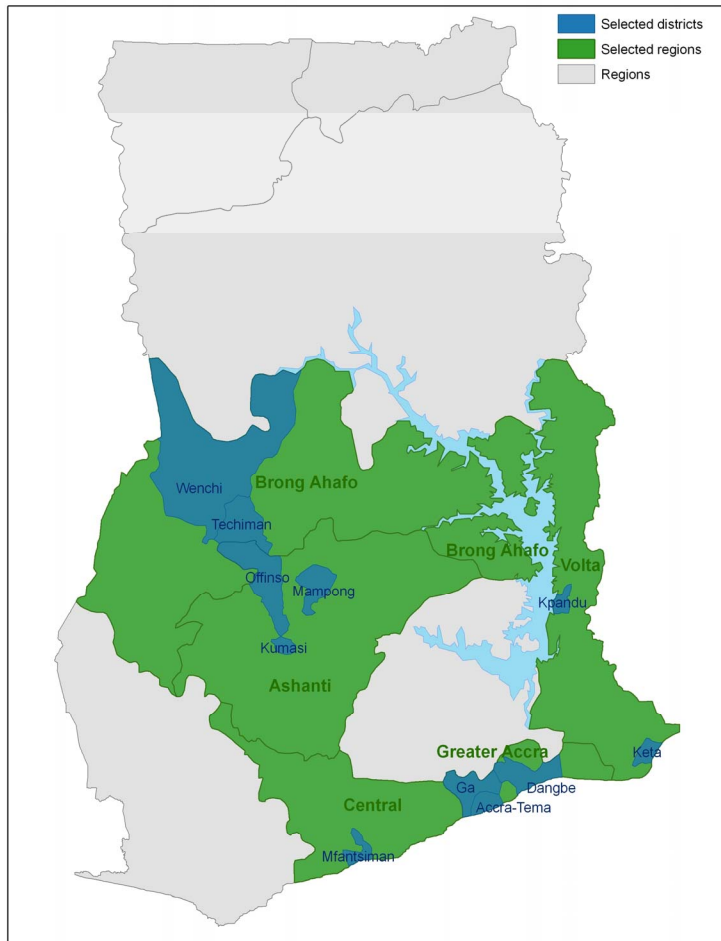 Selected districts
Selected regions
Regions
Wenchi
Brong Ahafo
Techiman
Brong Ahafo
Volta
Offinso
Mampong
Kpandu
Kumasi
Ashanti
Greater Accra
Keta
Ga
Dangbe
Central
Accra-Tema
Mfantsiman